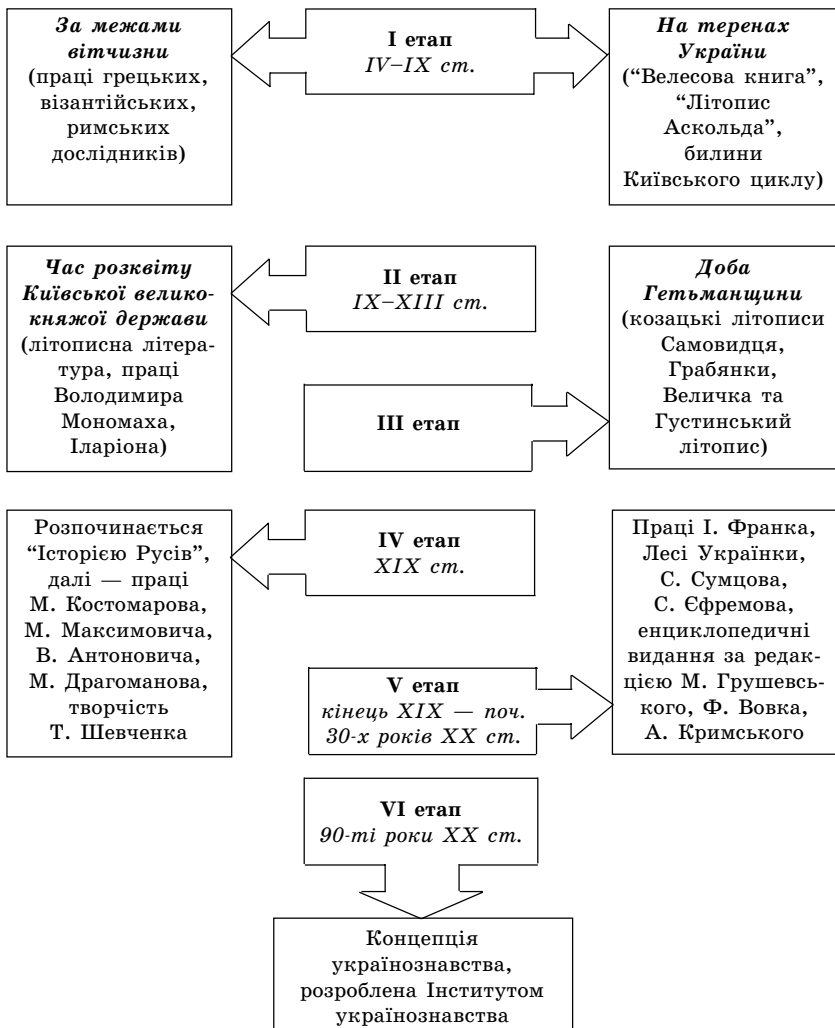 За межами
вітчизни
(праці грецьких,
візантійських,
римських
дослідників)
I етап
IV–IX ст.
На теренах
України
(“Велесова книга”,
“Літопис
Аскольда”,
билини
Київського циклу)
Час розквіту
Київської велико-
княжої держави
(літописна літера-
тура, праці
Володимира
Мономаха,
Іларіона)
II етап
IX–XIII ст.
III етап
Доба
Гетьманщини
(козацькі літописи
Самовидця,
Грабянки,
Величка та
Густинський
літопис)
Розпочинається
“Історією Русів”,
далі — праці
М. Костомарова,
М. Максимовича,
В. Антоновича,
М. Драгоманова,
творчість
Т. Шевченка
IV етап
XIX ст.
V етап
кінець XIX — поч.
30-х років XX ст.
Праці І. Франка,
Лесі Українки,
С. Сумцова,
С. Єфремова,
енциклопедичні
видання за редак-
цією М. Грушевсь-
кого, Ф. Вовка,
А. Кримського
VI етап
90-ті роки XX ст.
Концепція
українознавства,
розроблена Інститутом
українознавства